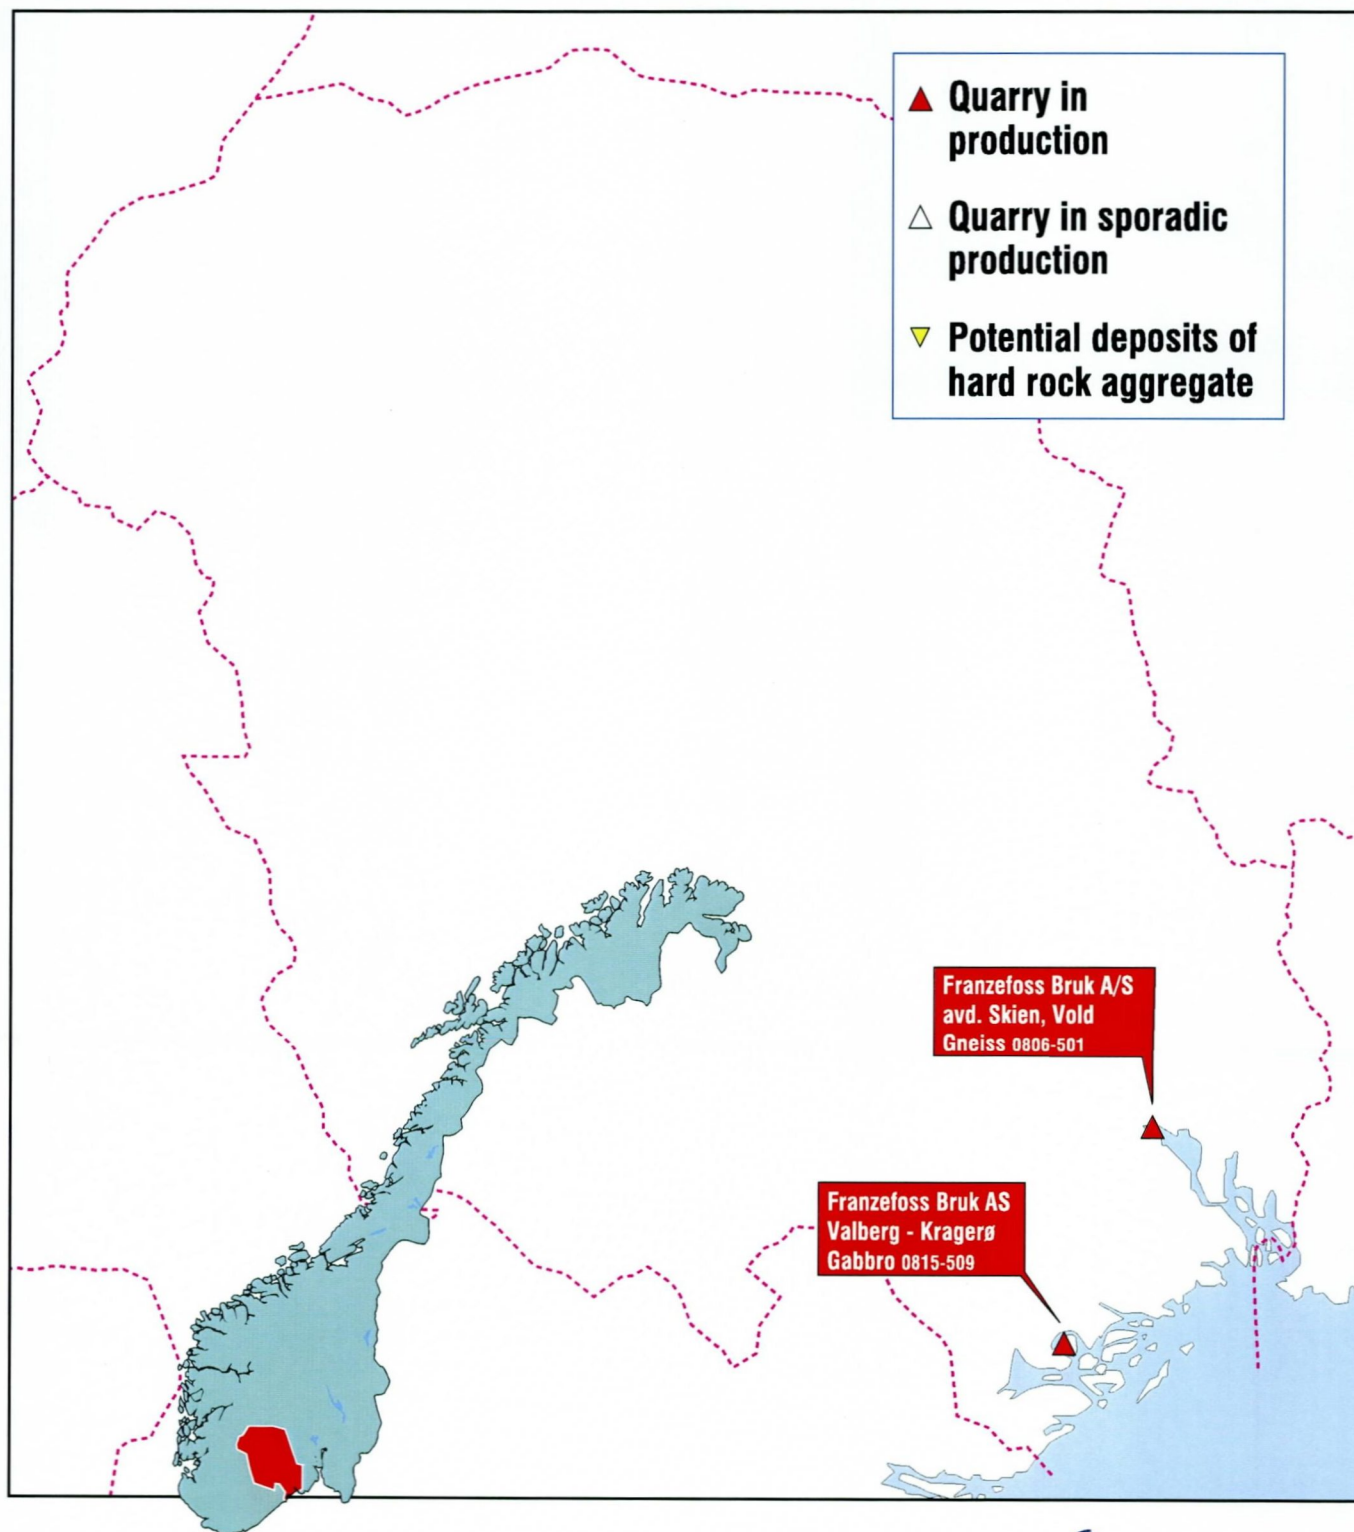 Quarry in
production
Quarry in sporadic
production
Potential deposits of
hard rock aggregate
Franzefoss Bruk A/S
avd. Skien, Vold
Gneiss 0806-501
Franzefoss Bruk AS
Valberg - Kragerø
Gabbro 0815-509